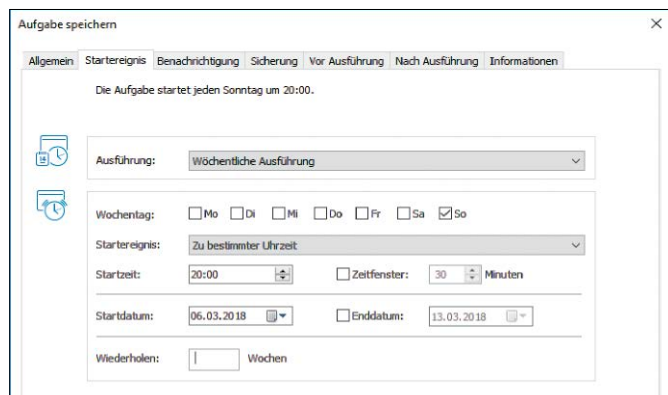 Aufgabe speichern
Allgemein Startereignis Benachrichtigung Sicherung Vor Ausführung Nach Ausführung Informationen
Die Aufgabe startet jeden Sonntag um 20:00.
Ausführung: Wöchentliche Ausführung
Wochentag: Mo Di Mi Do Fr Sa So
Startereignis: Zu bestimmter Uhrzeit
Startzeit: 20:00 Zeitfenster: 30 Minuten
Startdatum: 06.03.2018 Enddatum: 13.03.2018
Wiederholen: Wochen